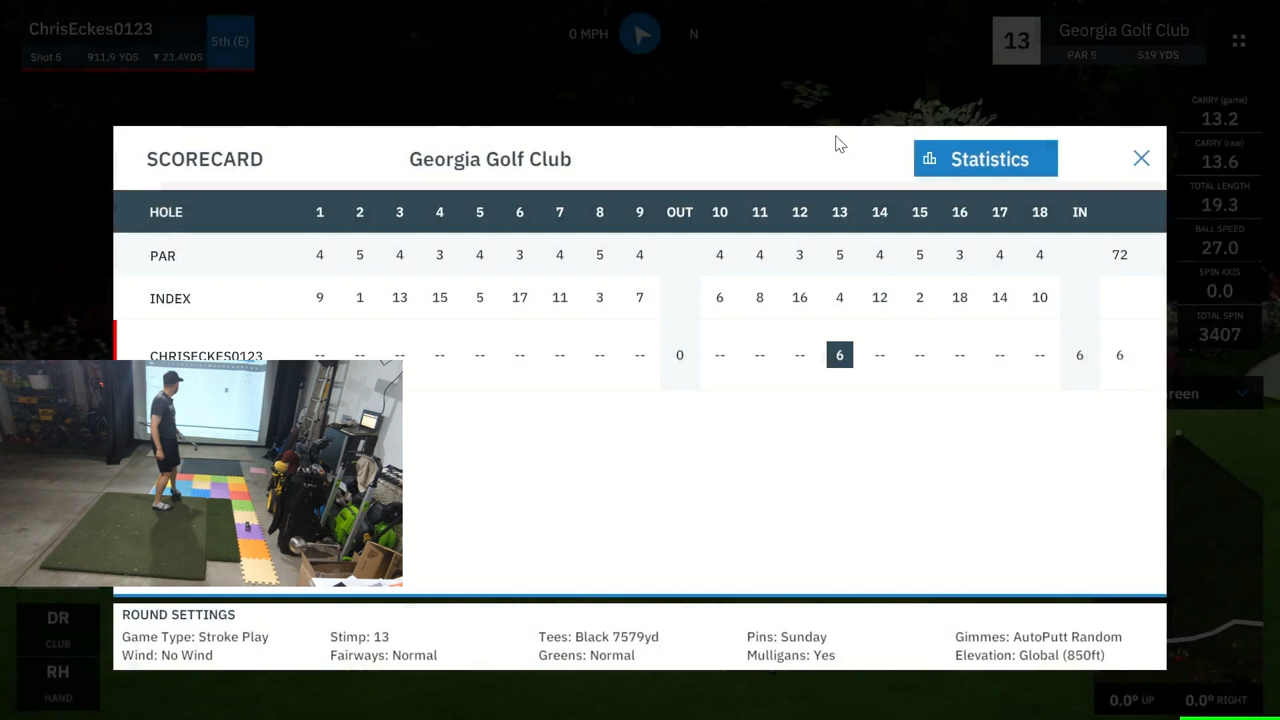 ChrisEckes0123
Shot 5 911.9 YDS ▼23.4YDS
5th (E)
0 MPH N
13
Georgia Golf Club
PAR 5 519 YDS
SCORECARD Georgia Golf Club Statistics
HOLE 1 2 3 4 5 6 7 8 9 OUT 10 11 12 13 14 15 16 17 18 IN
PAR 4 5 4 3 4 3 4 5 4 4 4 3 5 4 5 3 4 4 72
INDEX 9 1 13 15 5 17 11 3 7 6 8 16 4 12 2 18 14 10
CHRISECKES0123 -- -- -- -- -- -- -- -- -- 0 -- -- -- 6 -- -- -- -- -- 6 6
CARRY (game)
13.2
CARRY (raw)
13.6
TOTAL LENGTH
19.3
BALL SPEED
27.0
SPIN AXIS
0.0
TOTAL SPIN
3407
DR
CLUB
RH
HAND
ROUND SETTINGS
Game Type: Stroke Play Stimp: 13 Tees: Black 7579yd Pins: Sunday Gimmes: AutoPutt Random
Wind: No Wind Fairways: Normal Greens: Normal Mulligans: Yes Elevation: Global (850ft)
0.0° UP 0.0° RIGHT